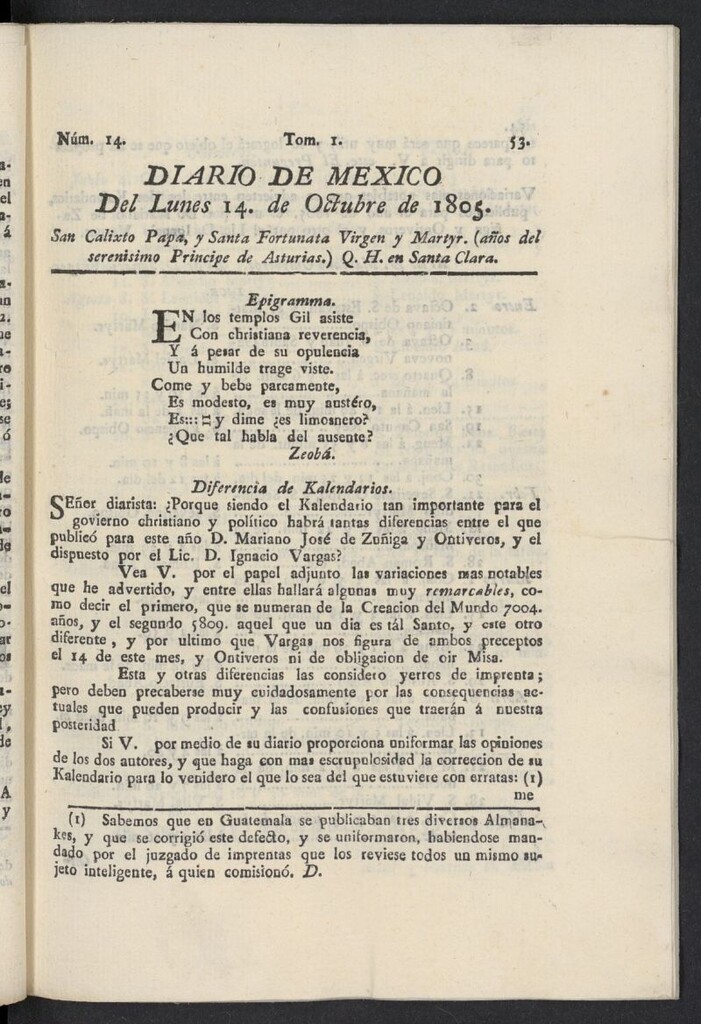 Núm. 14. Tom. 1. 53.
DIARIO DE MEXICO
Del Lunes 14. de Octubre de 1805.
San Calixto Papa, y Santa Fortunata Virgen y Martyr. (años del
serenisimo Principe de Asturias.) Q. H. en Santa Clara.
Epigramma.
EN los templos Gil asiste
Con christiana reverencia,
Y á pesar de su opulencia
Un humilde trage viste.
Come y bebe parcamente,
Es modesto, es muy austéro,
Es::: y dime ¿es limosnero?
¿Que tal habla del ausente?
Zeobá.
Diferencia de Kalendarios.
SEñor diarista: ¿Porque siendo el Kalendario tan importante para el
govierno christiano y político habrá tantas diferencias entre el que
publicó para este año D. Mariano José de Zuñiga y Ontiveros, y el
dispuesto por el Lic. D. Ignacio Vargas?
Vea V. por el papel adjunto las variaciones mas notables
que he advertido, y entre ellas hallará algunas muy remarcables, co-
mo decir el primero, que se numeran de la Creacion del Mundo 7004.
años, y el segundo 5809. aquel que un dia es tál Santo, y este otro
diferente, y por ultimo que Vargas nos figura de ambos preceptos
el 14 de este mes, y Ontiveros ni de obligacion de oir Misa.
Esta y otras diferencias las considero yerros de imprenta;
pero deben precaberse muy cuidadosamente por las consequencias ac-
tuales que pueden producir y las confusiones que traerán á nuestra
posteridad
Si V. por medio de su diario proporciona uniformar las opiniones
de los dos autores, y que haga con mas escrupulosidad la correccion de su
Kalendario para lo venidero el que lo sea del que estuviere con erratas: (1)
me
(1) Sabemos que en Guatemala se publicaban tres diversos Almana-
kes, y que se corrigió este defecto, y se uniformaron, habiendose man-
dado por el juzgado de imprentas que los reviese todos un mismo su-
jeto inteligente, á quien comisionó. D.